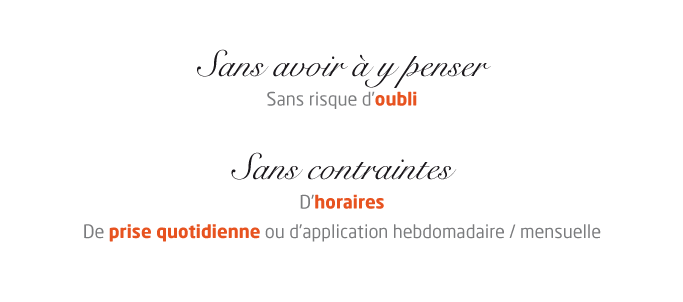 Sans avoir à y penser
Sans risque d'oubli
Sans contraintes
D'horaires
De prise quotidienne ou d'application hebdomadaire / mensuelle